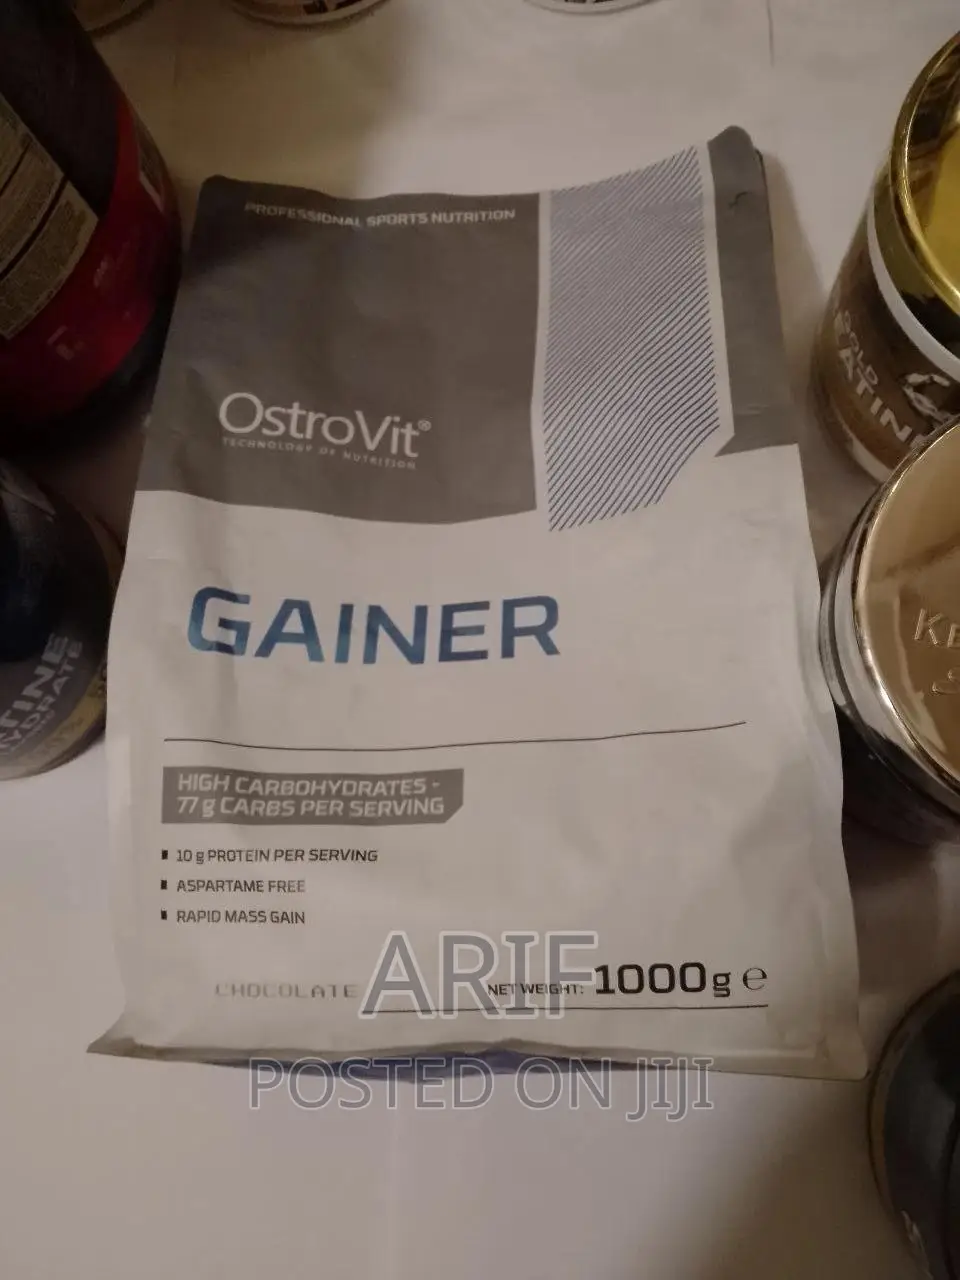 PROFESSIONAL SPORTS NUTRITION
OstroVit®
TECHNOLOGY OF NUTRITION
GAINER
HIGH CARBOHYDRATES -
77 g CARBS PER SERVING
10 g PROTEIN PER SERVING
ASPARTAME FREE
RAPID MASS GAIN
CHOCOLATE
NET WEIGHT: 1000g ℮
ARIF
POSTED ON JIJI
GOLD